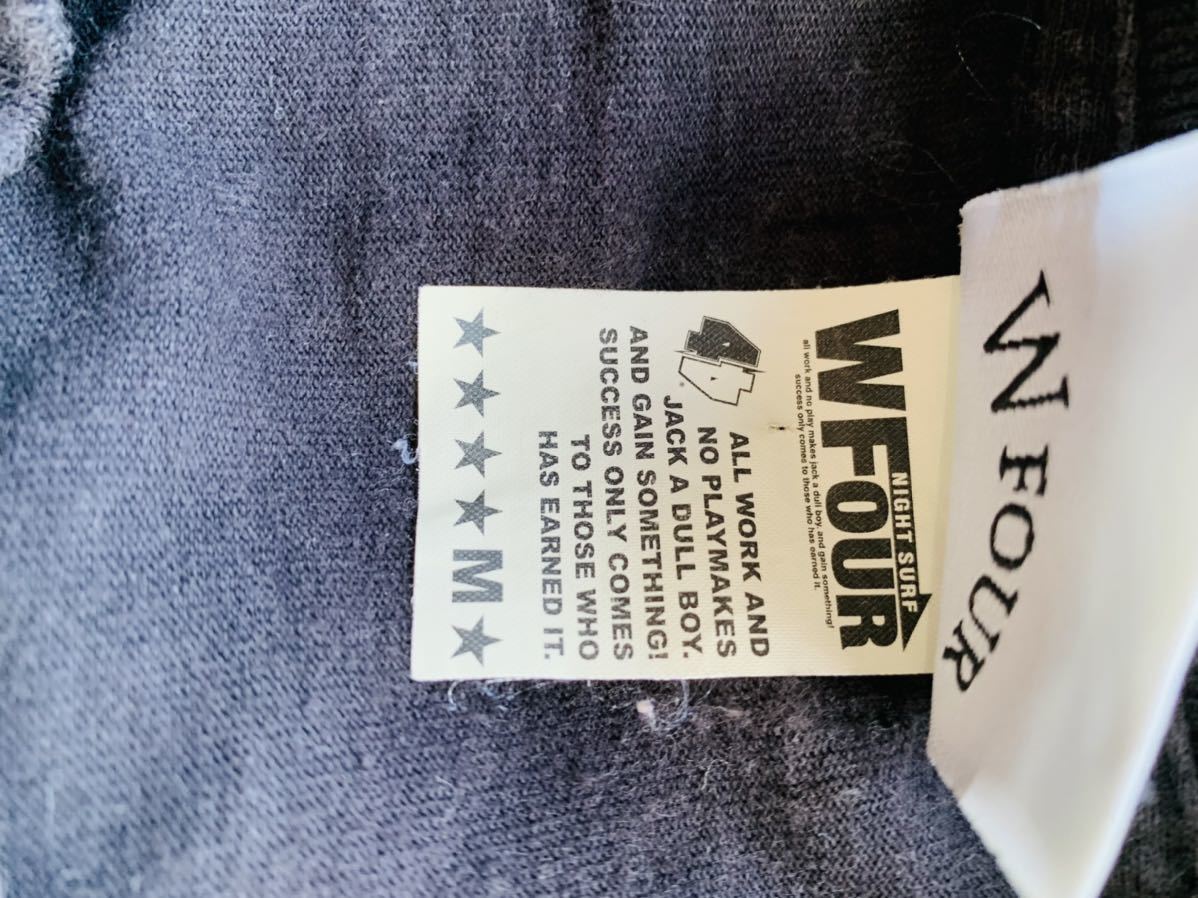 W FOUR
WFOUR
NIGHT SURF
all work and no play makes jack a dull boy. and gain something!
success only comes to those who has earned it.
ALL WORK AND
NO PLAYMAKES
JACK A DULL BOY.
AND GAIN SOMETHING!
SUCCESS ONLY COMES
TO THOSE WHO
HAS EARNED IT.
★★★★M★